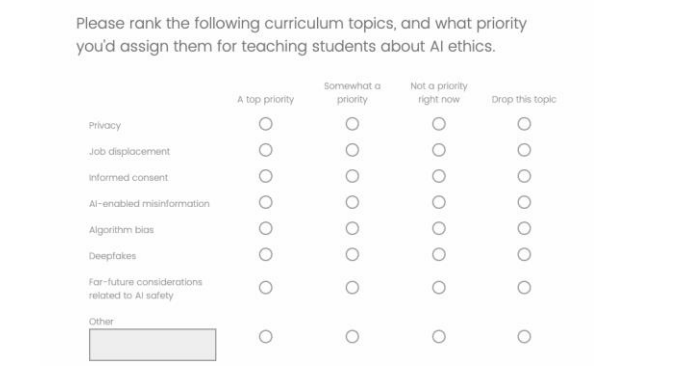 Please rank the following curriculum topics, and what priority
you'd assign them for teaching students about AI ethics.
A top priority
Somewhat a
priority
Not a priority
right now
Drop this topic
Privacy
Job displacement
Informed consent
AI-enabled misinformation
Algorithm bias
Deepfakes
Far-future considerations
related to AI safety
Other